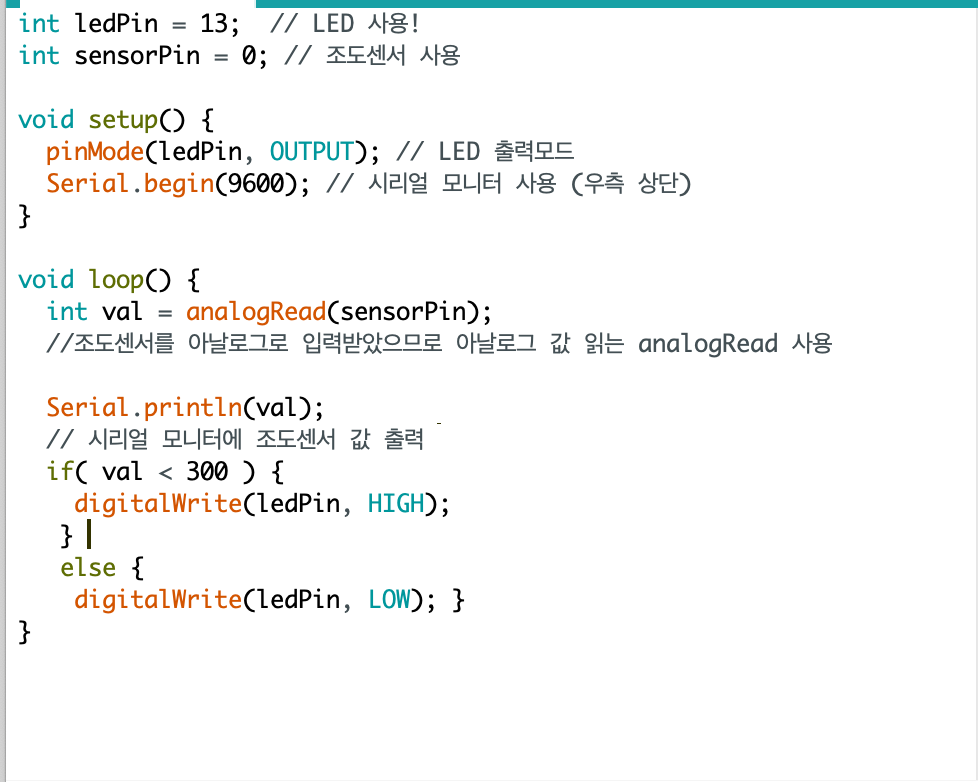 int ledPin = 13;  // LED 사용!
int sensorPin = 0; // 조도센서 사용

void setup() {
  pinMode(ledPin, OUTPUT); // LED 출력모드
  Serial.begin(9600); // 시리얼 모니터 사용 (우측 상단)
}

void loop() {
  int val = analogRead(sensorPin);
  //조도센서를 아날로그로 입력받았으므로 아날로그 값 읽는 analogRead 사용

  Serial.println(val);
  // 시리얼 모니터에 조도센서 값 출력
  if( val < 300 ) {
    digitalWrite(ledPin, HIGH);
   }
   else {
    digitalWrite(ledPin, LOW); }
}